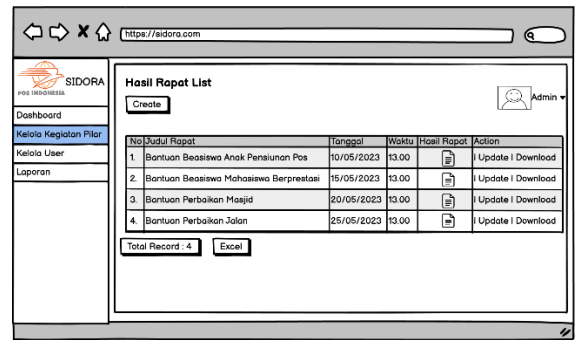 https://sidora.com
POS INDONESIA
SIDORA
Dashboard
Kelola Kegiatan Pilar
Kelola User
Laporan
Hasil Rapat List
Create
Admin
No Judul Rapat Tanggal Waktu Hasil Rapat Action
1. Bantuan Beasiswa Anak Pensiunan Pos 10/05/2023 13.00 | Update | Download
2. Bantuan Beasiswa Mahasiswa Berprestasi 15/05/2023 13.00 | Update | Download
3. Bantuan Perbaikan Masjid 20/05/2023 13.00 | Update | Download
4. Bantuan Perbaikan Jalan 25/05/2023 13.00 | Update | Download
Total Record : 4 Excel